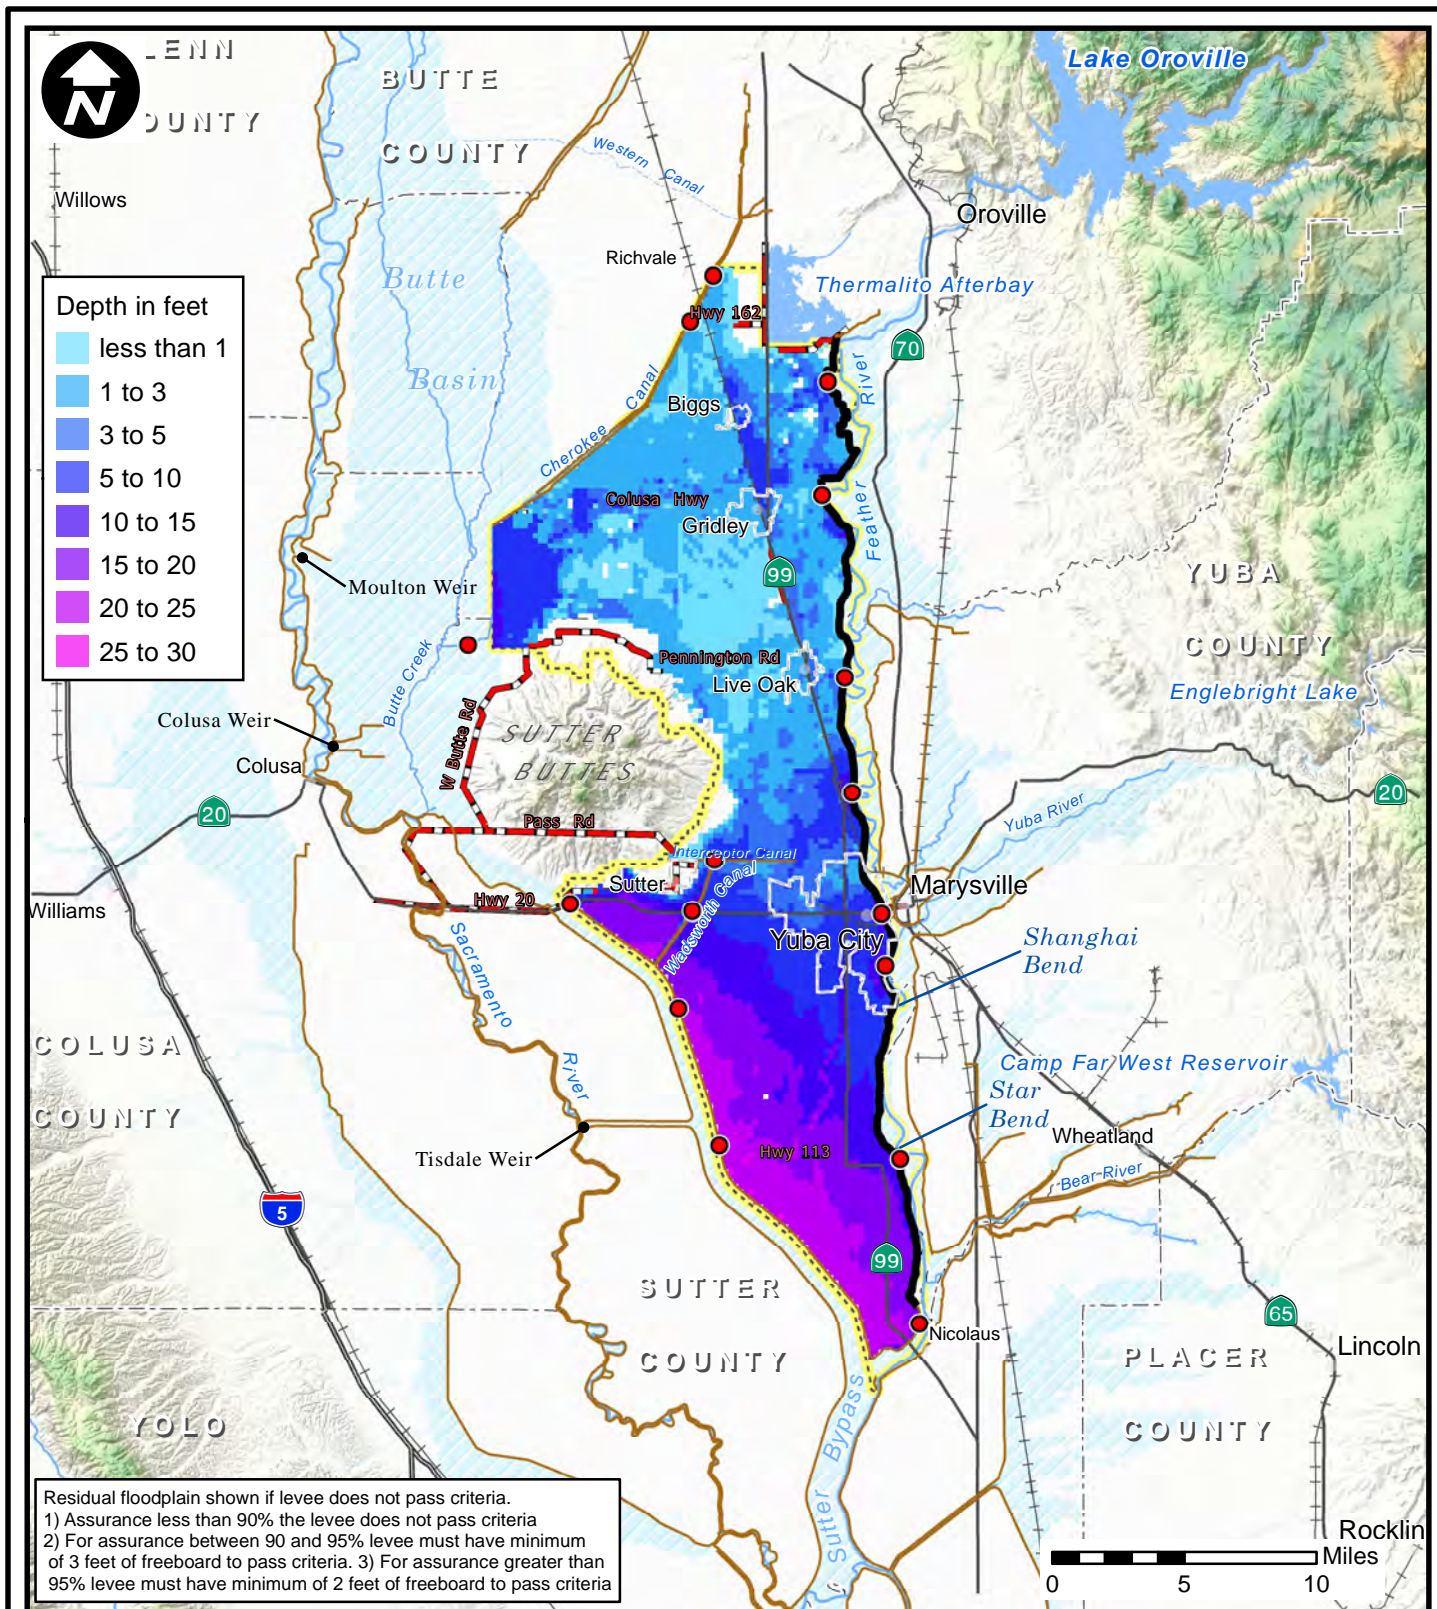 N
LENN
COUNTY
BUTTE
COUNTY
Lake Oroville
Western Canal
Willows
Oroville
Richvale
Butte
Thermalito Afterbay
Hwy 162
Depth in feet
less than 1
1 to 3
3 to 5
5 to 10
10 to 15
15 to 20
20 to 25
25 to 30
70
Basin
Cherokee Canal
Biggs
Feather River
Colusa Hwy
Gridley
99
YUBA
COUNTY
Moulton Weir
Butte Creek
Pennington Rd
Live Oak
Englebright Lake
Colusa Weir
Colusa
W Butte Rd
SUTTER
BUTTES
20
20
Yuba River
Pass Rd
Interceptor Canal
Sutter
Wadsworth Canal
Marysville
Hwy 20
Williams
Sacramento
River
Yuba City
Shanghai
Bend
COLUSA
COUNTY
Camp Far West Reservoir
Star
Bend
Wheatland
Tisdale Weir
Hwy 113
Bear River
5
99
SUTTER
COUNTY
65
Nicolaus
Lincoln
PLACER
COUNTY
YOLO
Sutter Bypass
Residual floodplain shown if levee does not pass criteria.
1) Assurance less than 90% the levee does not pass criteria
2) For assurance between 90 and 95% levee must have minimum
of 3 feet of freeboard to pass criteria. 3) For assurance greater than
95% levee must have minimum of 2 feet of freeboard to pass criteria
Rocklin
Miles
0 5 10